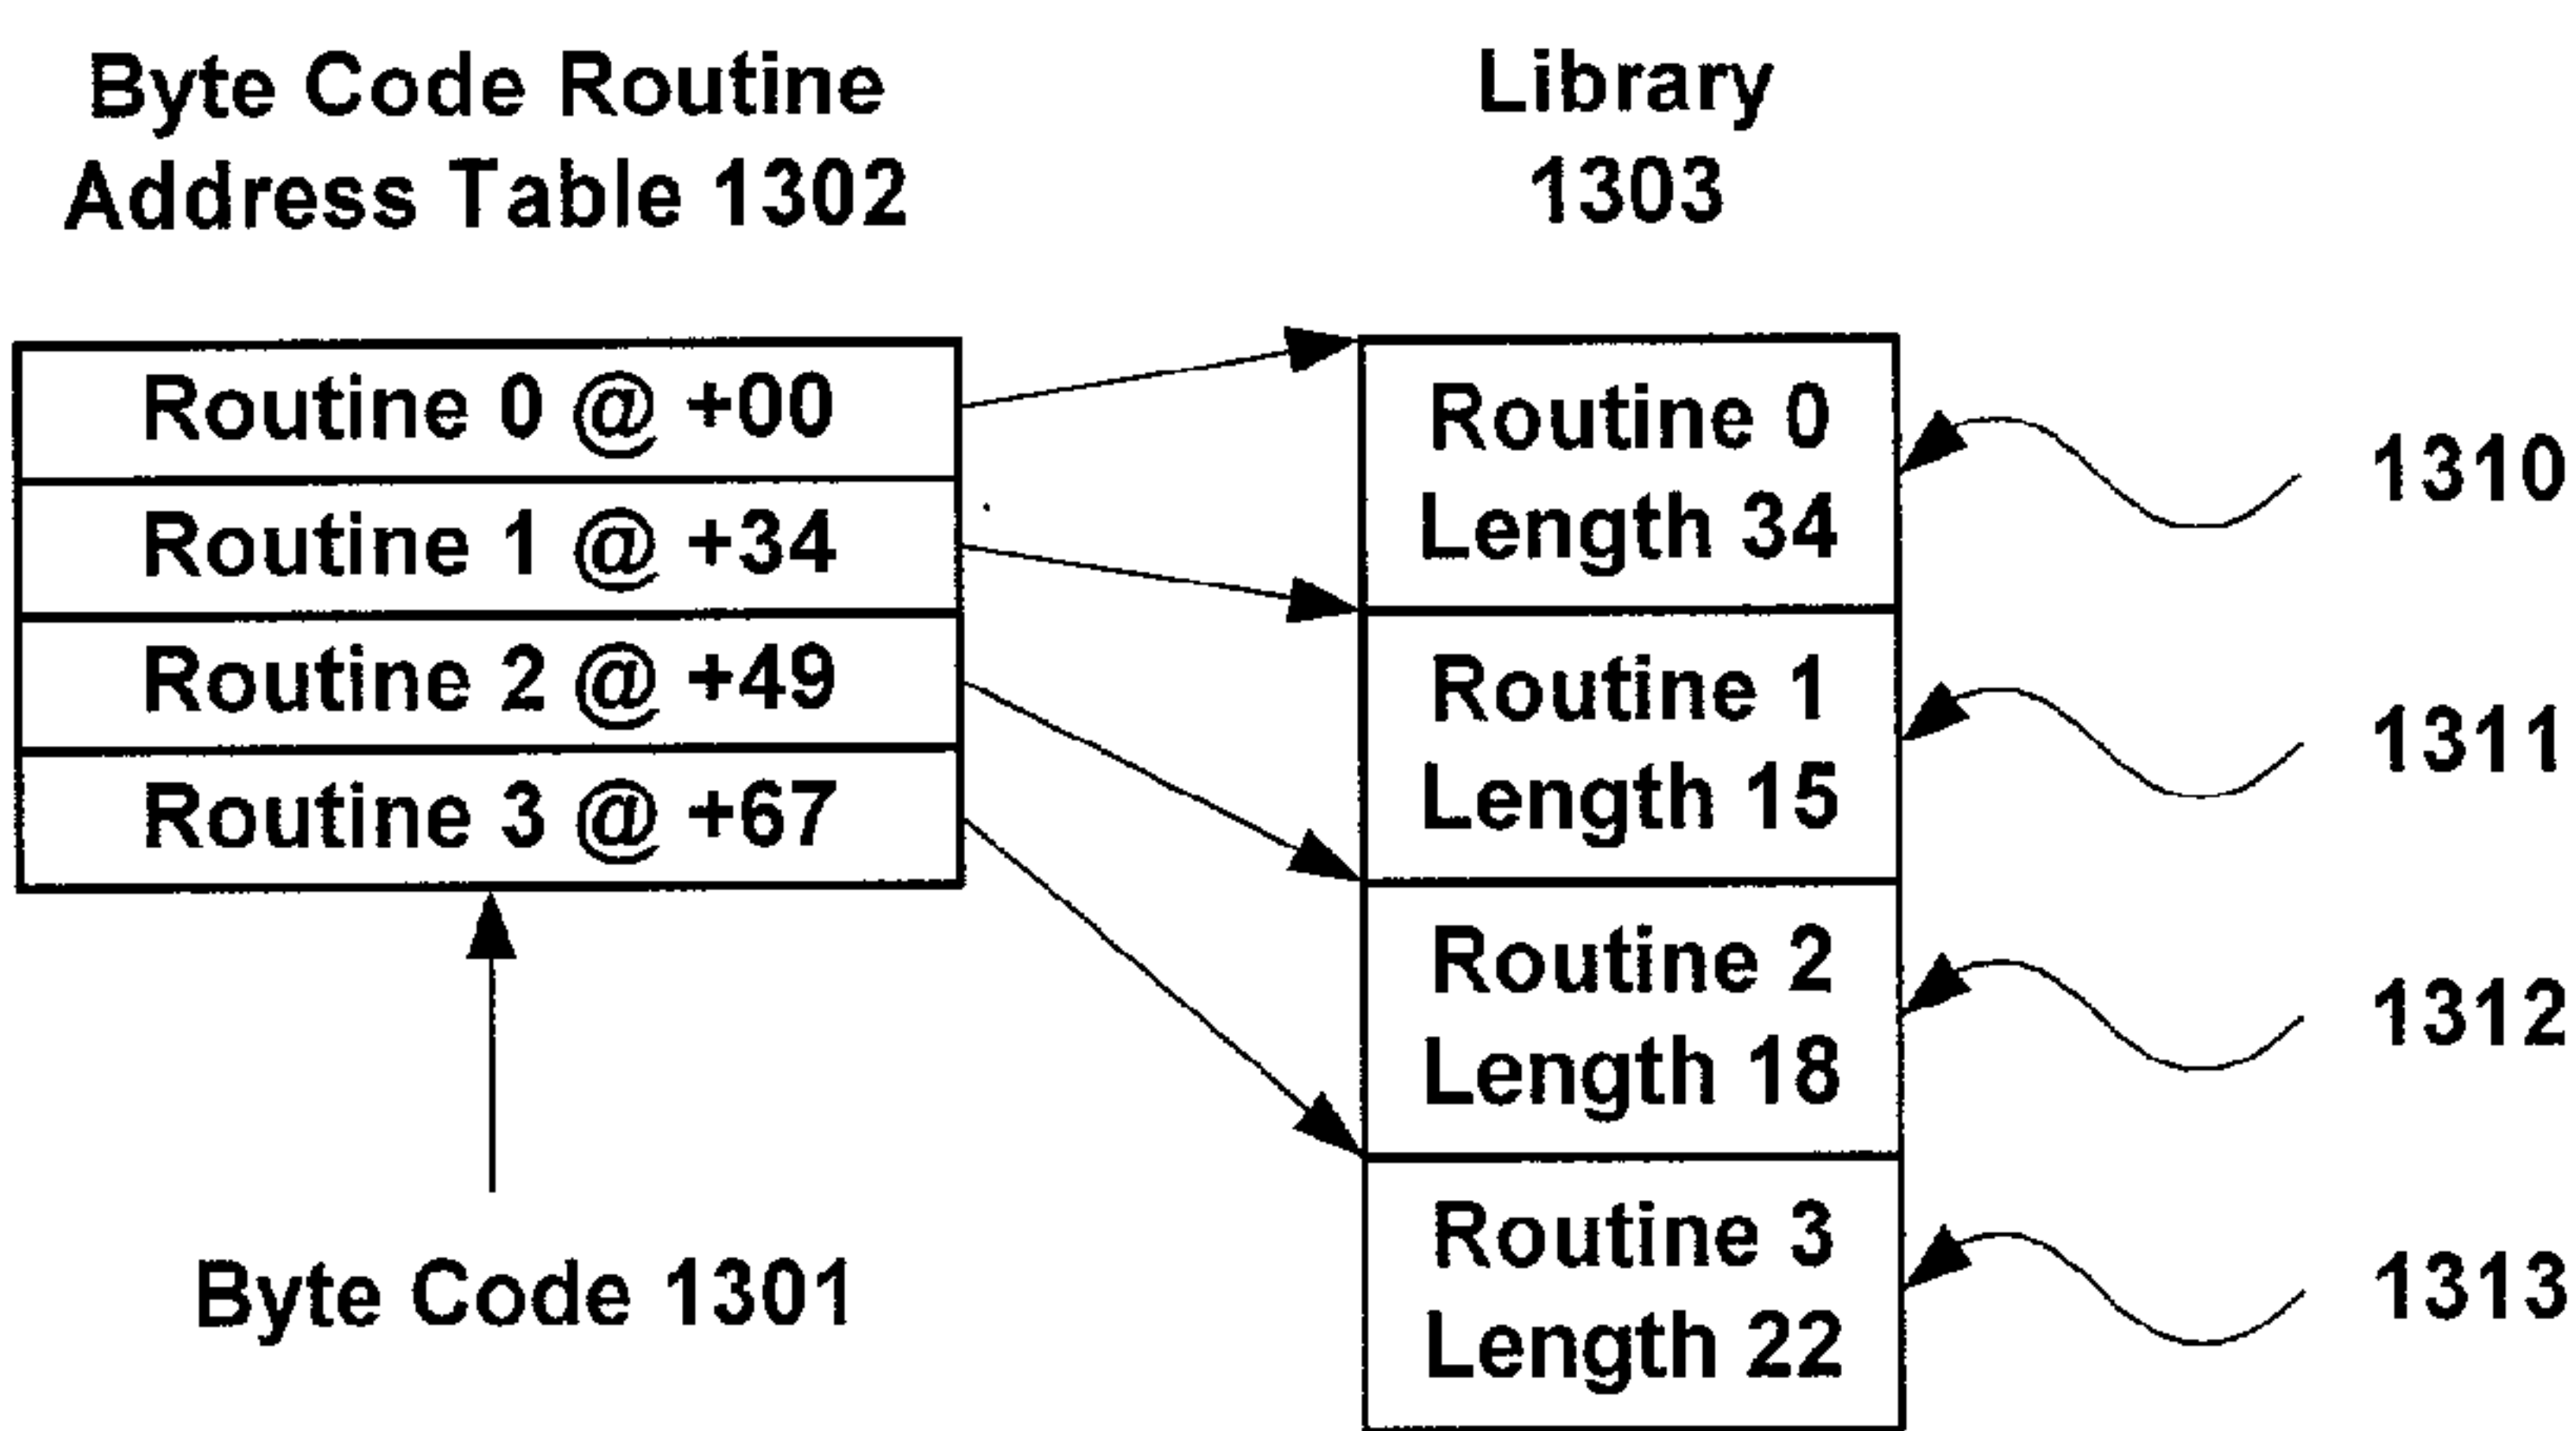 Byte Code Routine
Address Table 1302
Routine 0 @ +00
Routine 1 @ +34
Routine 2 @ +49
Routine 3 @ +67
Byte Code 1301
Library
1303
Routine 0
Length 34
Routine 1
Length 15
Routine 2
Length 18
Routine 3
Length 22
1310
1311
1312
1313